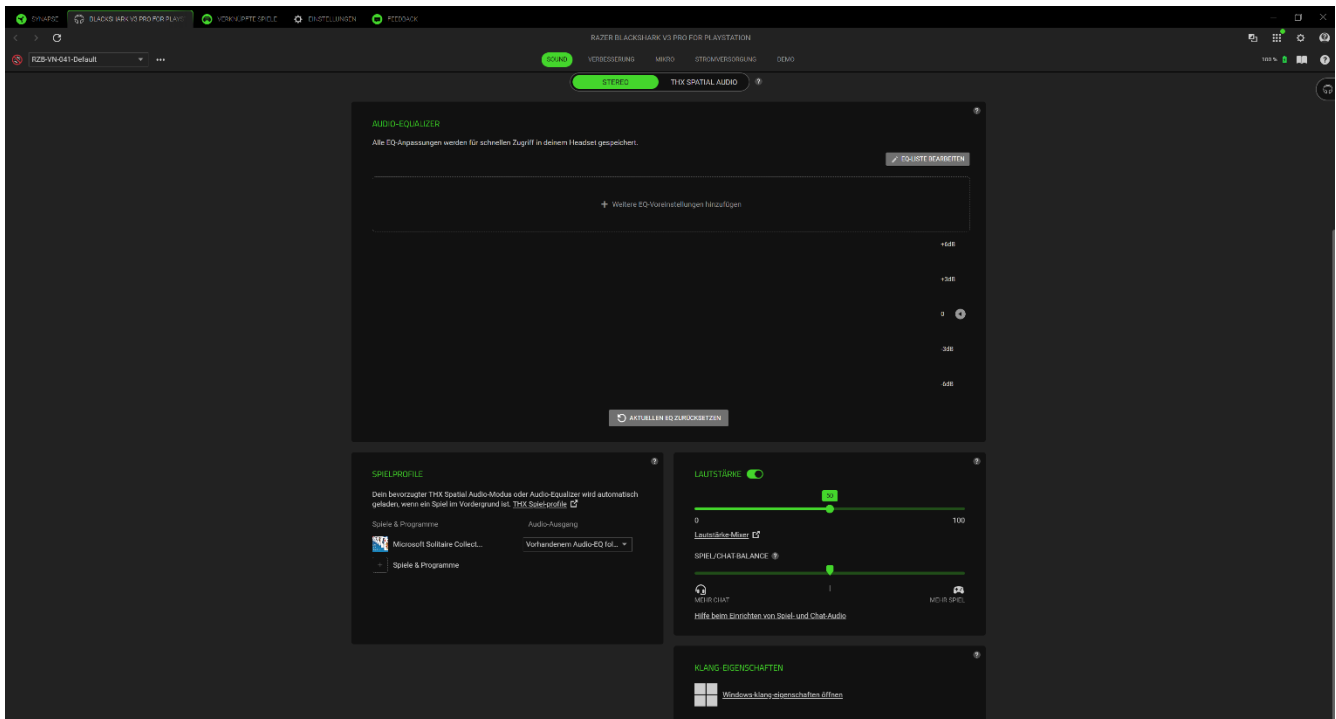 SYNAPSE
BLACKSHARK V3 PRO FOR PLAYS
VERKNÜPFTE SPIELE
EINSTELLUNGEN
FEEDBACK
RAZER BLACKSHARK V3 PRO FOR PLAYSTATION
RZB-VN-041-Default
SOUND
VERBESSERUNG
MIKRO
STROMVERSORGUNG
DEMO
100 %
STEREO
THX SPATIAL AUDIO
AUDIO-EQUALIZER
Alle EQ-Anpassungen werden für schnellen Zugriff in deinem Headset gespeichert.
EQ-LISTE BEARBEITEN
+ Weitere EQ-Voreinstellungen hinzufügen
+6dB
+3dB
0
-3dB
-6dB
AKTUELLEN EQ ZURÜCKSETZEN
SPIELPROFILE
Dein bevorzugter THX Spatial Audio-Modus oder Audio-Equalizer wird automatisch
geladen, wenn ein Spiel im Vordergrund ist. THX Spiel-profile
Spiele & Programme
Audio-Ausgang
Microsoft Solitaire Collect...
Vorhandenem Audio-EQ fol...
+ Spiele & Programme
LAUTSTÄRKE
50
0
100
Lautstärke-Mixer
SPIEL/CHAT-BALANCE
MEHR CHAT
MEHR SPIEL
Hilfe beim Einrichten von Spiel- und Chat-Audio
KLANG-EIGENSCHAFTEN
Windows-klang-eigenschaften öffnen